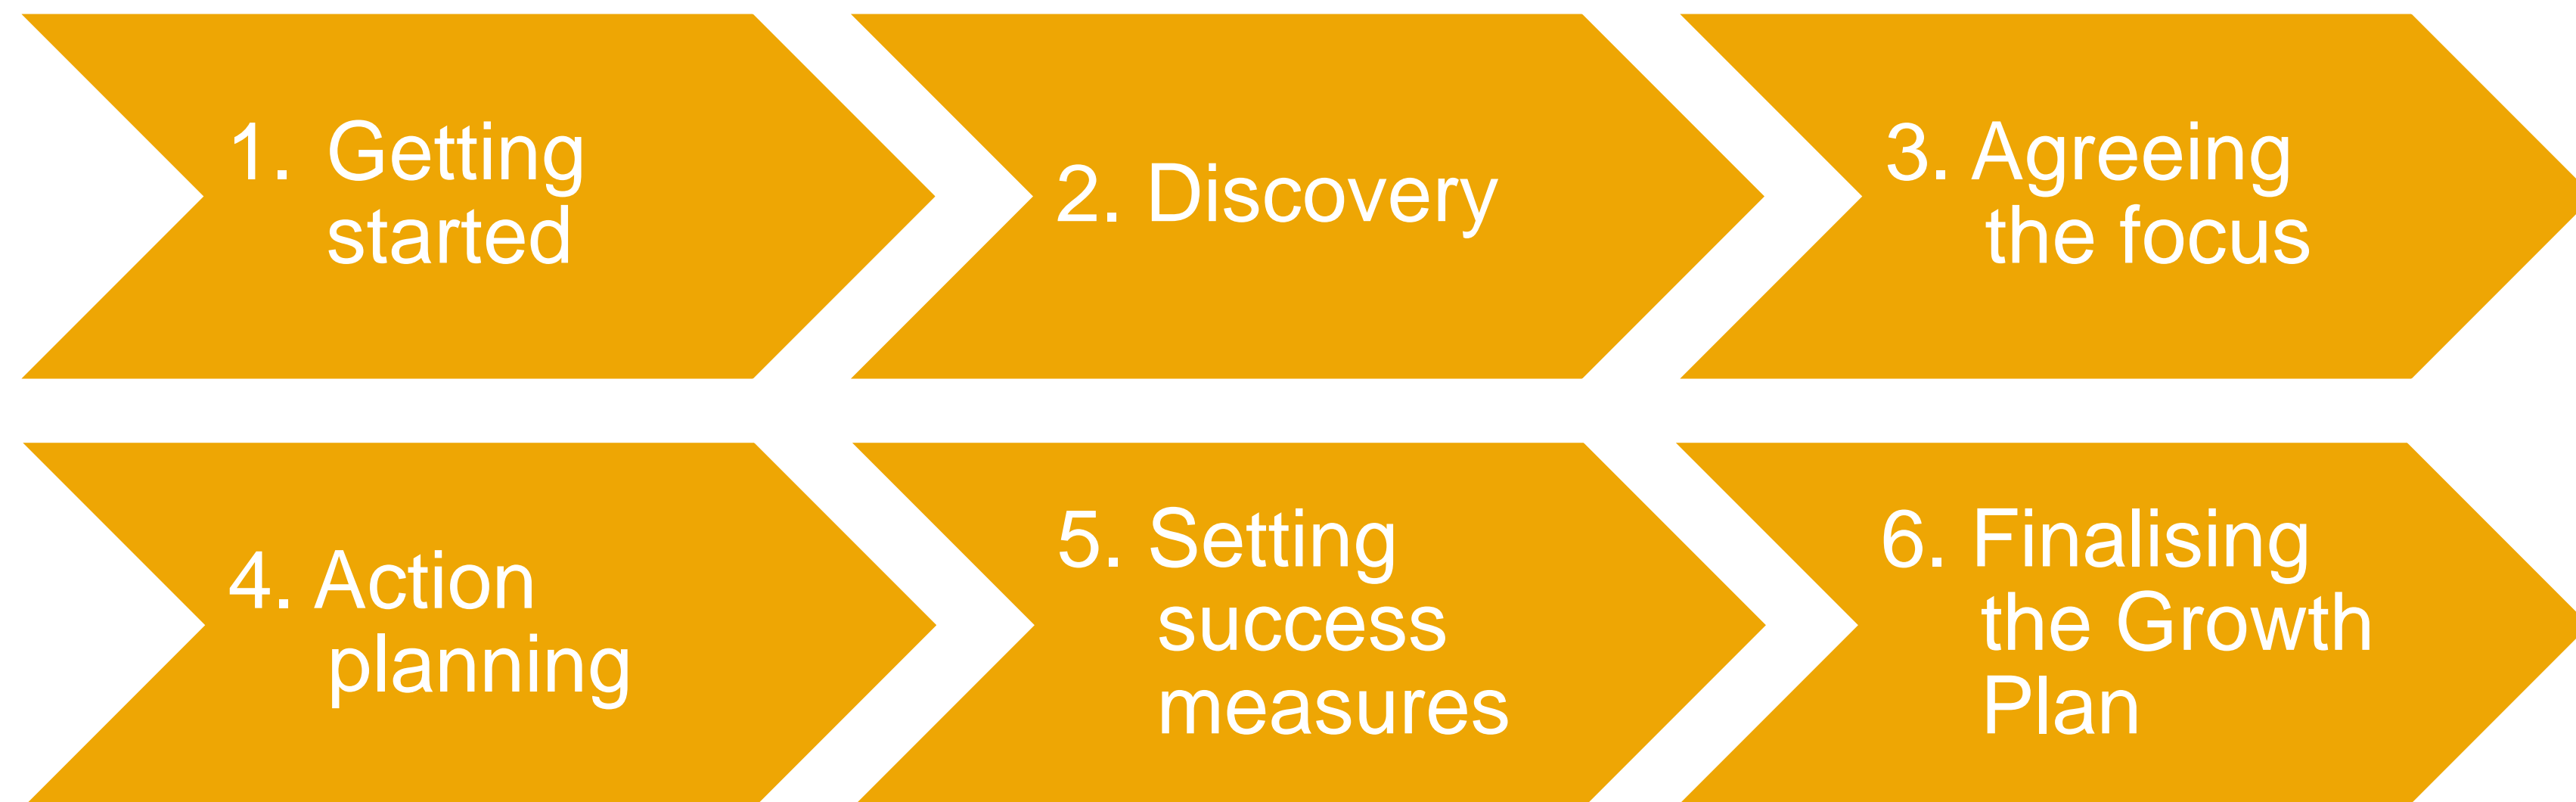 1. Getting
started
2. Discovery
3. Agreeing
the focus
4. Action
planning
5. Setting
success
measures
6. Finalising
the Growth
Plan